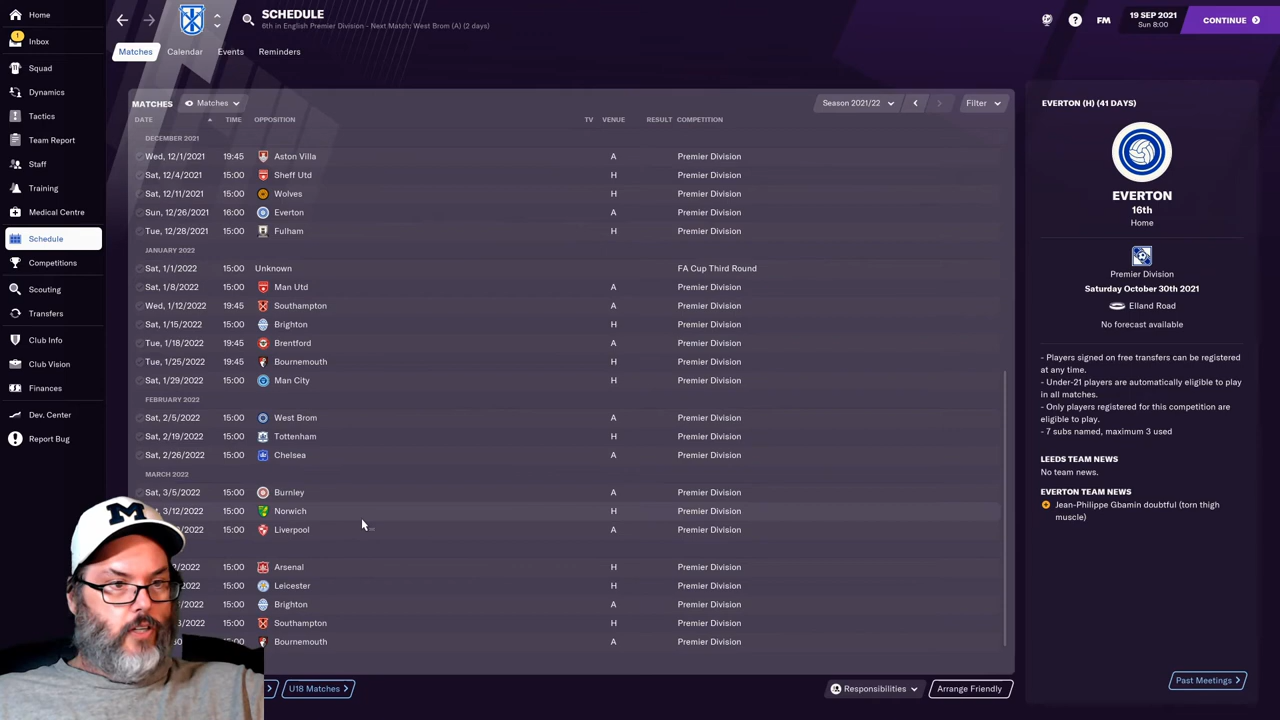 Home
SCHEDULE
6th in English Premier Division - Next Match: West Brom (A) (2 days)
FM
19 SEP 2021
Sun 8:00
CONTINUE
1
Inbox
Squad
Dynamics
Tactics
Team Report
Staff
Training
Medical Centre
Schedule
Competitions
Scouting
Transfers
Club Info
Club Vision
Finances
Dev. Center
Report Bug
Matches
Calendar
Events
Reminders
MATCHES
Matches
Season 2021/22
Filter
DATE TIME OPPOSITION TV VENUE RESULT COMPETITION
DECEMBER 2021
Wed, 12/1/2021 19:45 Aston Villa A Premier Division
Sat, 12/4/2021 15:00 Sheff Utd H Premier Division
Sat, 12/11/2021 15:00 Wolves H Premier Division
Sun, 12/26/2021 16:00 Everton A Premier Division
Tue, 12/28/2021 15:00 Fulham H Premier Division
JANUARY 2022
Sat, 1/1/2022 15:00 Unknown FA Cup Third Round
Sat, 1/8/2022 15:00 Man Utd A Premier Division
Wed, 1/12/2022 19:45 Southampton A Premier Division
Sat, 1/15/2022 15:00 Brighton H Premier Division
Tue, 1/18/2022 19:45 Brentford A Premier Division
Tue, 1/25/2022 19:45 Bournemouth H Premier Division
Sat, 1/29/2022 15:00 Man City H Premier Division
FEBRUARY 2022
Sat, 2/5/2022 15:00 West Brom A Premier Division
Sat, 2/19/2022 15:00 Tottenham H Premier Division
Sat, 2/26/2022 15:00 Chelsea A Premier Division
MARCH 2022
Sat, 3/5/2022 15:00 Burnley A Premier Division
3/12/2022 15:00 Norwich H Premier Division
15:00 Liverpool A Premier Division
15:00 Arsenal H Premier Division
15:00 Leicester H Premier Division
15:00 Brighton A Premier Division
15:00 Southampton H Premier Division
Bournemouth A Premier Division
U18 Matches
Responsibilities
Arrange Friendly
EVERTON (H) (41 DAYS)
EVERTON
16th
Home
Premier Division
Saturday October 30th 2021
Elland Road
No forecast available
- Players signed on free transfers can be registered
at any time.
- Under-21 players are automatically eligible to play
in all matches.
- Only players registered for this competition are
eligible to play.
- 7 subs named, maximum 3 used
LEEDS TEAM NEWS
No team news.
EVERTON TEAM NEWS
Jean-Philippe Gbamin doubtful (torn thigh
muscle)
Past Meetings
M